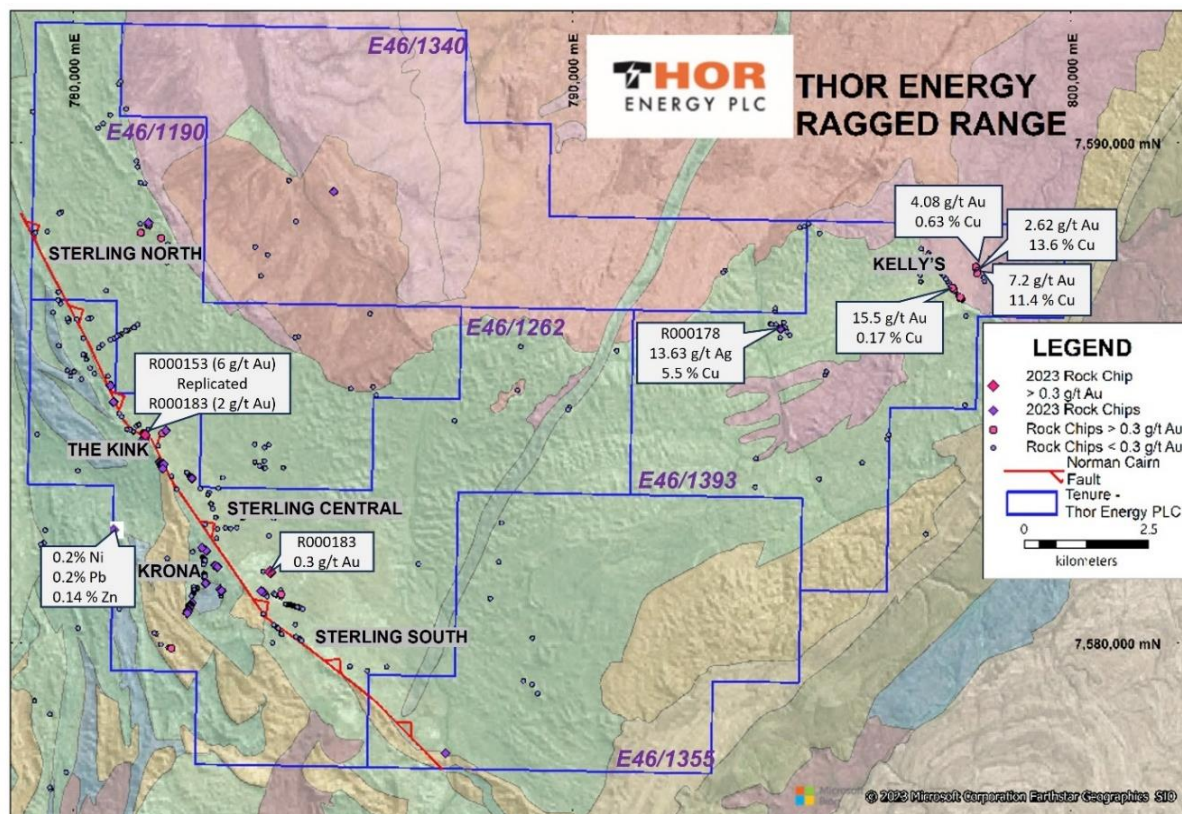 780,000 mE
790,000 mE
800,000 mE
E46/1340
THOR
ENERGY PLC
THOR ENERGY
RAGGED RANGE
E46/1190
7,590,000 mN
4.08 g/t Au
0.63 % Cu
2.62 g/t Au
13.6 % Cu
STERLING NORTH
KELLY'S
7.2 g/t Au
11.4 % Cu
E46/1262
R000178
13.63 g/t Ag
5.5 % Cu
15.5 g/t Au
0.17 % Cu
R000153 (6 g/t Au)
Replicated
R000183 (2 g/t Au)
THE KINK
LEGEND
2023 Rock Chip
> 0.3 g/t Au
2023 Rock Chips
Rock Chips > 0.3 g/t Au
Rock Chips < 0.3 g/t Au
Norman Cairn
Fault
Tenure -
Thor Energy PLC
0 2.5
kilometers
E46/1393
STERLING CENTRAL
R000183
0.3 g/t Au
0.2% Ni
0.2% Pb
0.14 % Zn
KRONA
STERLING SOUTH
7,580,000 mN
E46/1355
© 2023 Microsoft Corporation Earthstar Geographics SIO